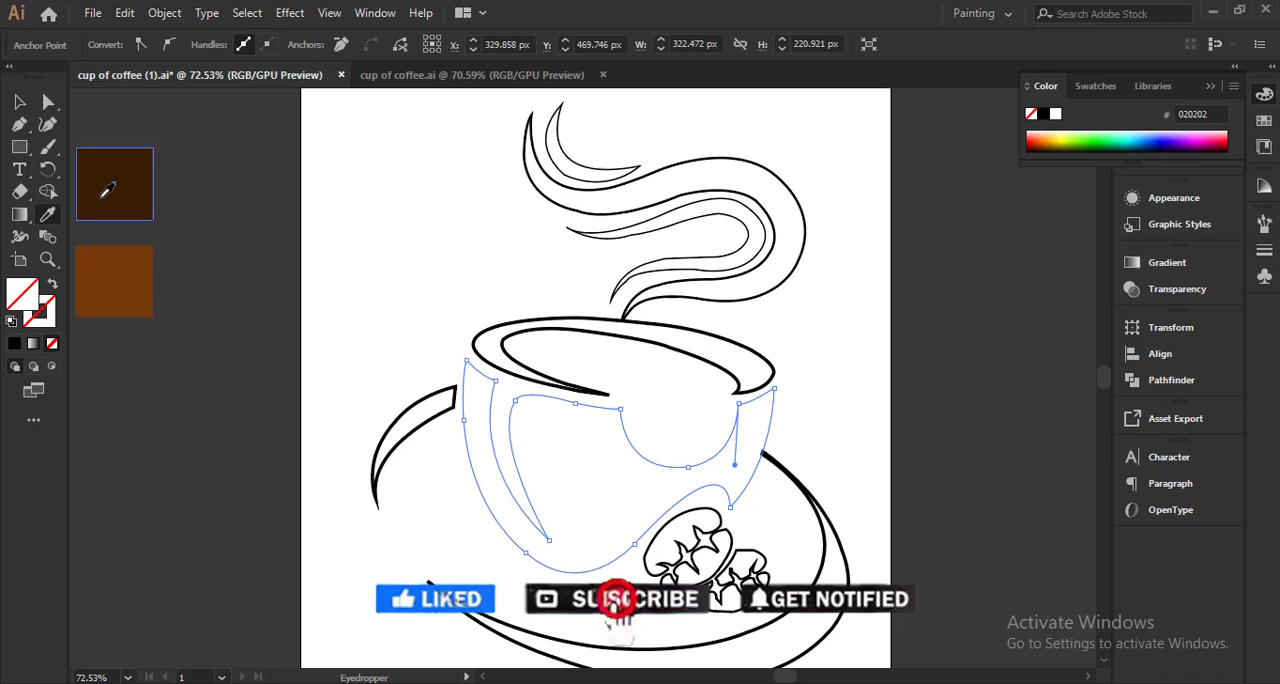 Ai File Edit Object Type Select Effect View Window Help Painting Search Adobe Stock
Anchor Point Convert: Handles: Anchors: X: 329.858 px Y: 469.746 px W: 322.472 px H: 220.921 px
cup of coffee (1).ai* @ 72.53% (RGB/GPU Preview) × cup of coffee.ai @ 70.59% (RGB/GPU Preview) ×
Color Swatches Libraries
# 020202
Appearance
Graphic Styles
Gradient
Transparency
Transform
Align
Pathfinder
Asset Export
Character
Paragraph
OpenType
LIKED SUBSCRIBE GET NOTIFIED
Activate Windows
Go to Settings to activate Windows.
72.53% 1 Eyedropper